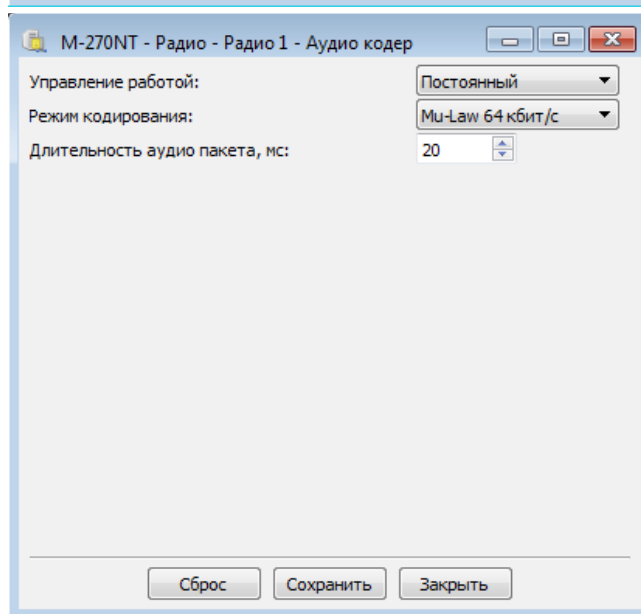 M-270NT - Радио - Радио 1 - Аудио кодер
Управление работой: Постоянный
Режим кодирования: Mu-Law 64 кбит/с
Длительность аудио пакета, мс: 20
Сброс Сохранить Закрыть